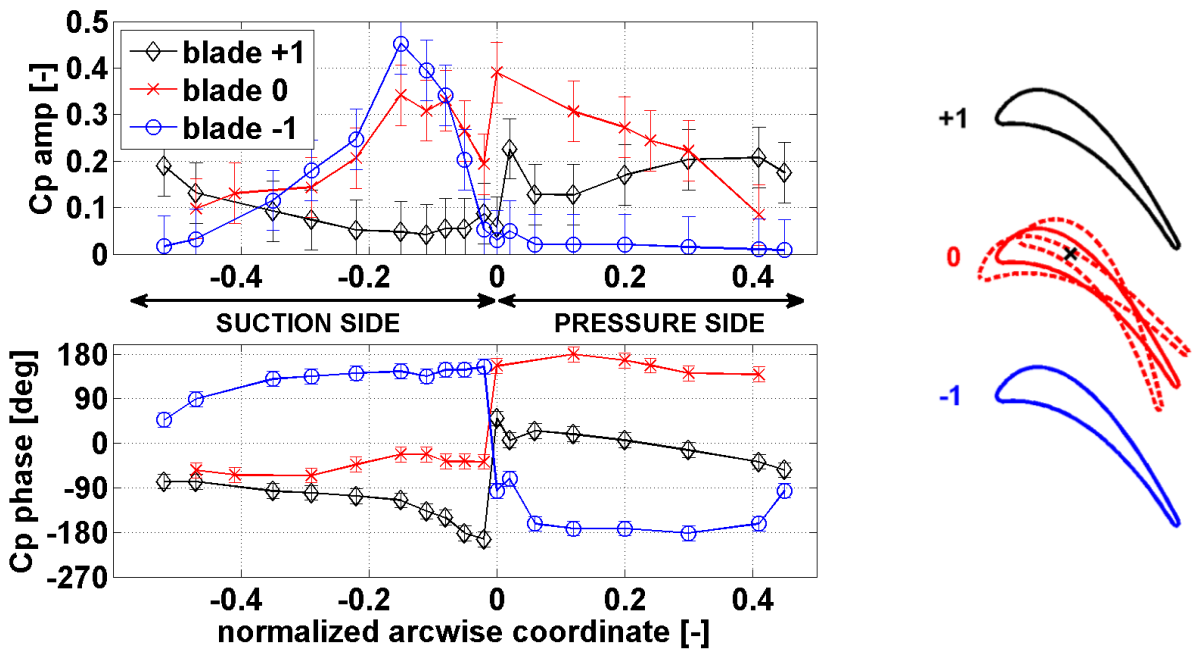 Cp amp [-]
0.5
0.4
0.3
0.2
0.1
0
blade +1
blade 0
blade -1
-0.4 -0.2 0 0.2 0.4
SUCTION SIDE PRESSURE SIDE
Cp phase [deg]
180
90
0
-90
-180
-270
-0.4 -0.2 0 0.2 0.4
normalized arcwise coordinate [-]
+1
0
-1